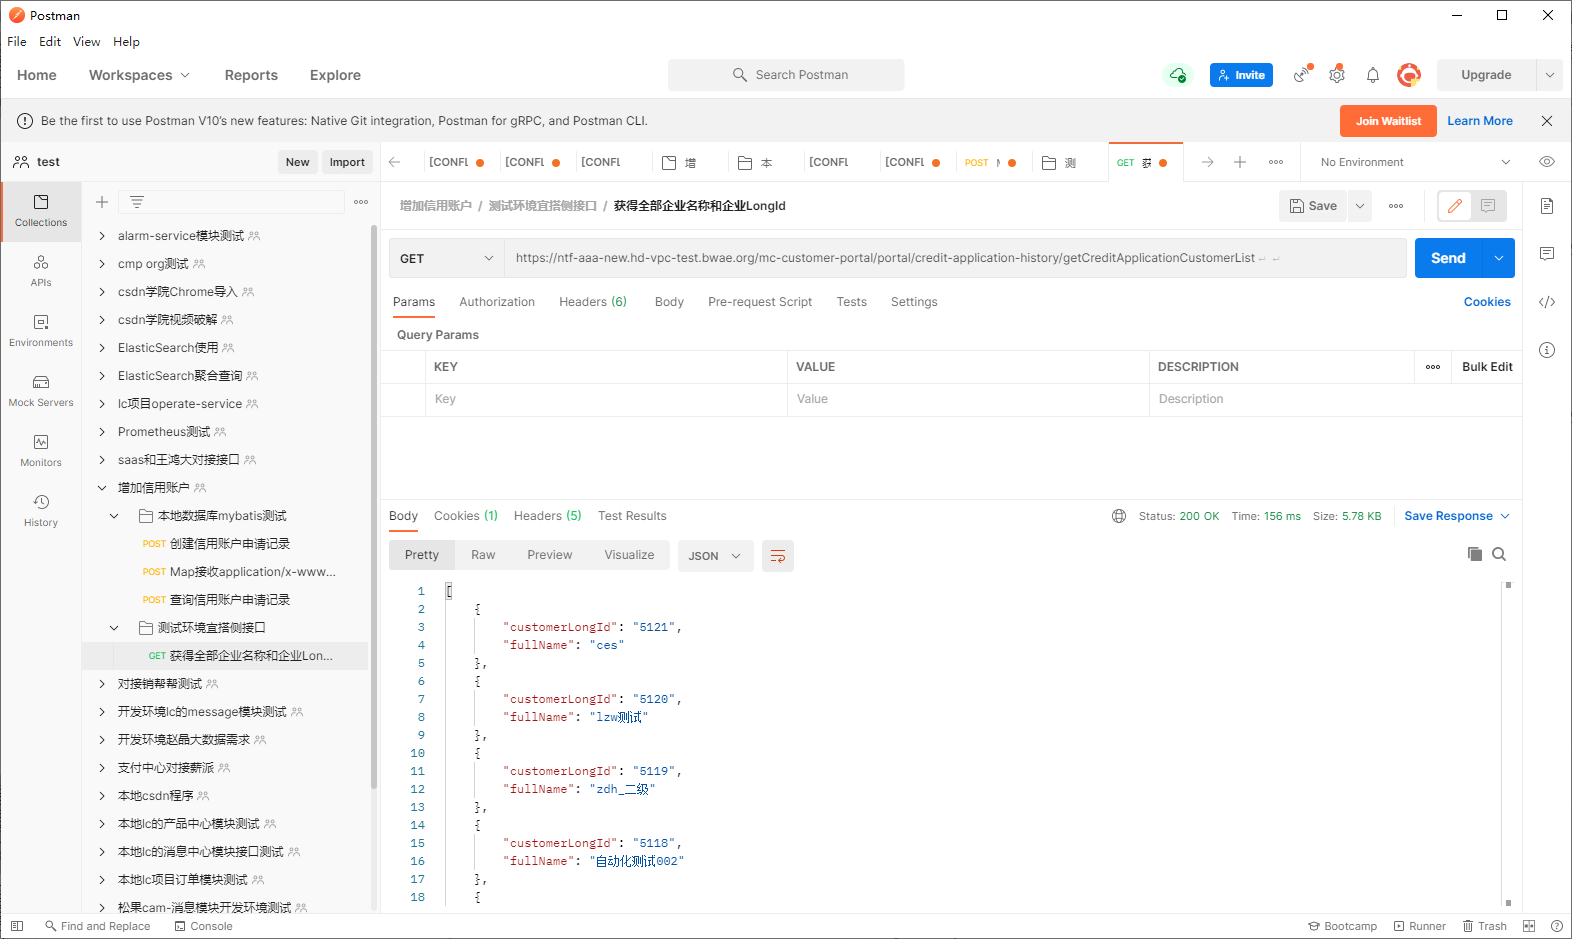 Postman
File Edit View Help
Home Workspaces Reports Explore Search Postman Invite Upgrade
Be the first to use Postman V10's new features: Native Git integration, Postman for gRPC, and Postman CLI. Join Waitlist Learn More
test New Import [CONFL [CONFL [CONFL 增 本 [CONFL [CONFL POST 测 GET 获 No Environment
Collections
APIs
Environments
Mock Servers
Monitors
History
alarm-service模块测试
cmp org测试
csdn学院Chrome导入
csdn学院视频破解
ElasticSearch使用
ElasticSearch聚合查询
lc项目operate-service
Prometheus测试
saas和王鸿大对接接口
增加信用账户
本地数据库mybatis测试
POST 创建信用账户申请记录
POST Map接收application/x-www...
POST 查询信用账户申请记录
测试环境宜搭侧接口
GET 获得全部企业名称和企业Lon...
对接销帮帮测试
开发环境lc的message模块测试
开发环境赵晶大数据需求
支付中心对接薪派
本地csdn程序
本地lc的产品中心模块测试
本地lc的消息中心模块接口测试
本地lc项目订单模块测试
松果cam-消息模块开发环境测试
增加信用账户 / 测试环境宜搭侧接口 / 获得全部企业名称和企业LongId Save
GET https://ntf-aaa-new.hd-vpc-test.bwae.org/mc-customer-portal/portal/credit-application-history/getCreditApplicationCustomerList Send
Params Authorization Headers (6) Body Pre-request Script Tests Settings Cookies
Query Params
KEY VALUE DESCRIPTION Bulk Edit
Key Value Description
Body Cookies (1) Headers (5) Test Results Status: 200 OK Time: 156 ms Size: 5.78 KB Save Response
Pretty Raw Preview Visualize JSON
1 [
2 {
3 "customerLongId": "5121",
4 "fullName": "ces"
5 },
6 {
7 "customerLongId": "5120",
8 "fullName": "lzw测试"
9 },
10 {
11 "customerLongId": "5119",
12 "fullName": "zdh_二级"
13 },
14 {
15 "customerLongId": "5118",
16 "fullName": "自动化测试002"
17 },
18 {
Find and Replace Console Bootcamp Runner Trash